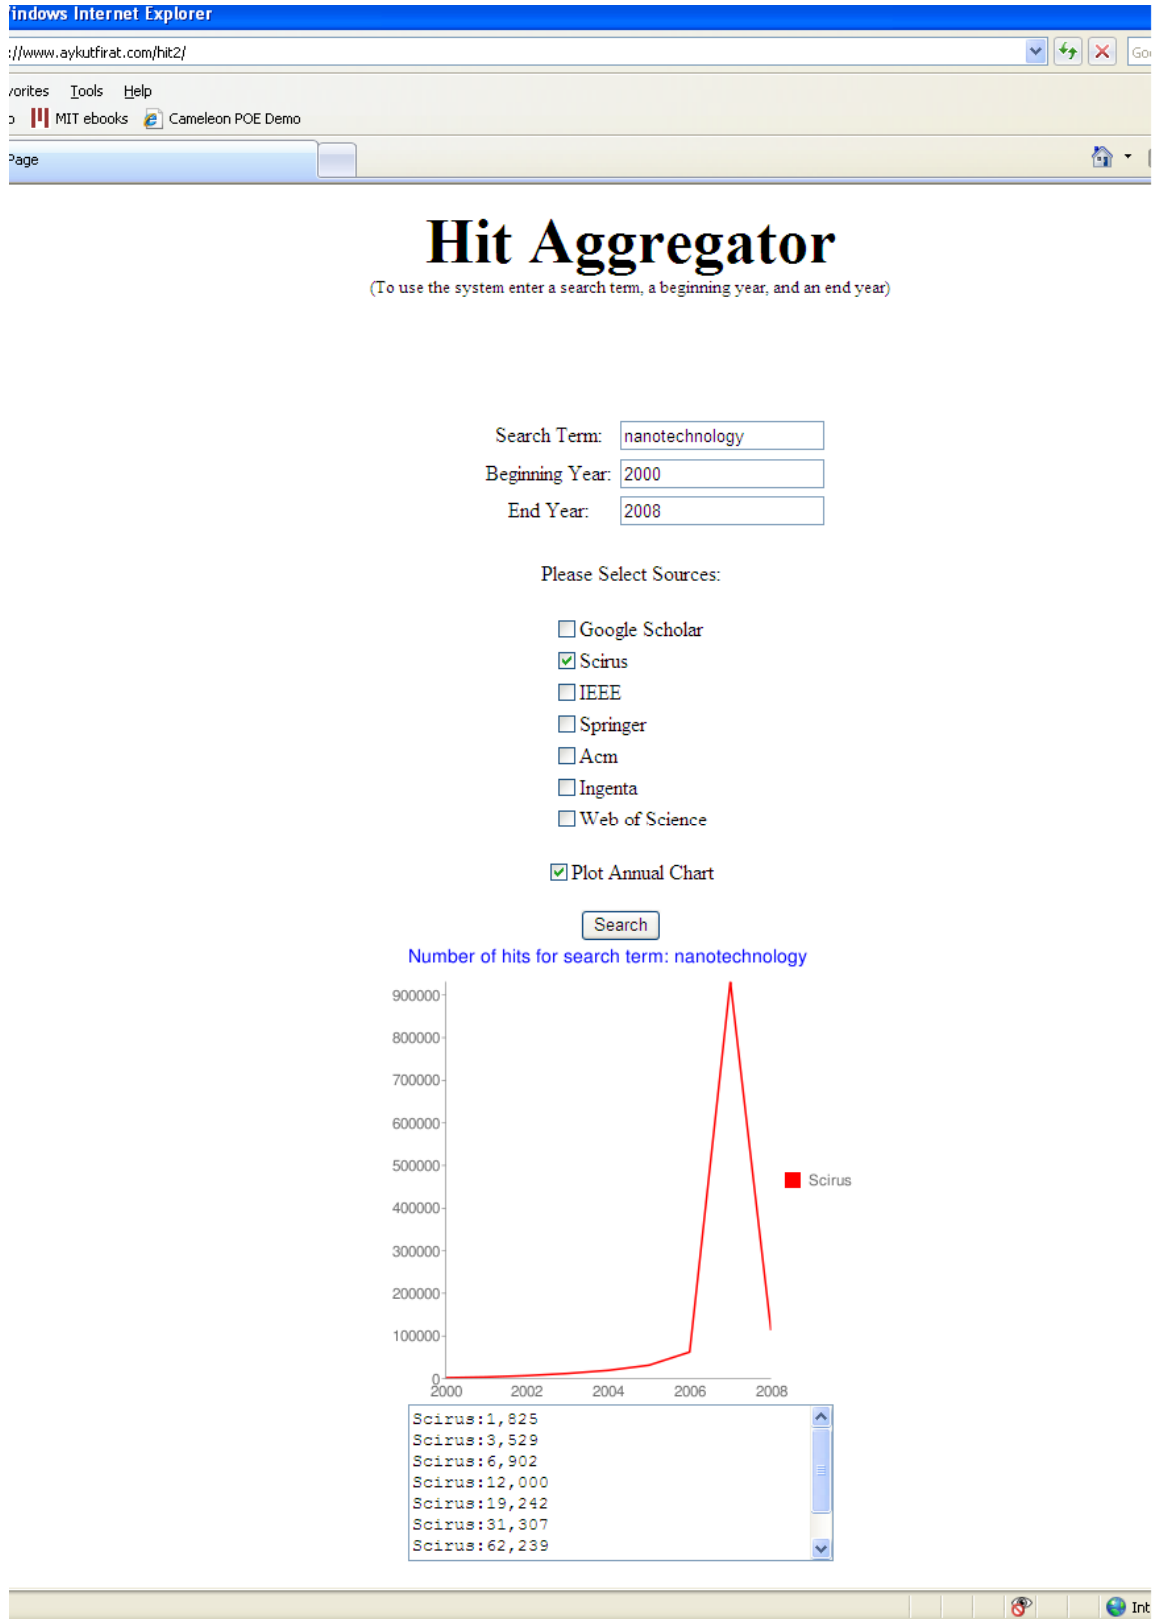 Windows Internet Explorer
://www.aykutfirat.com/hit2/
Tools Help
MIT ebooks Cameleon POE Demo
Page
Hit Aggregator
(To use the system enter a search term, a beginning year, and an end year)
Search Term: nanotechnology
Beginning Year: 2000
End Year: 2008
Please Select Sources:
Google Scholar
Scirus
IEEE
Springer
Acm
Ingenta
Web of Science
Plot Annual Chart
Search
Number of hits for search term: nanotechnology
900000
800000
700000
600000
500000
Scirus
400000
300000
200000
100000
0
2000 2002 2004 2006 2008
Scirus:1,825
Scirus:3,529
Scirus:6,902
Scirus:12,000
Scirus:19,242
Scirus:31,307
Scirus:62,239
Int